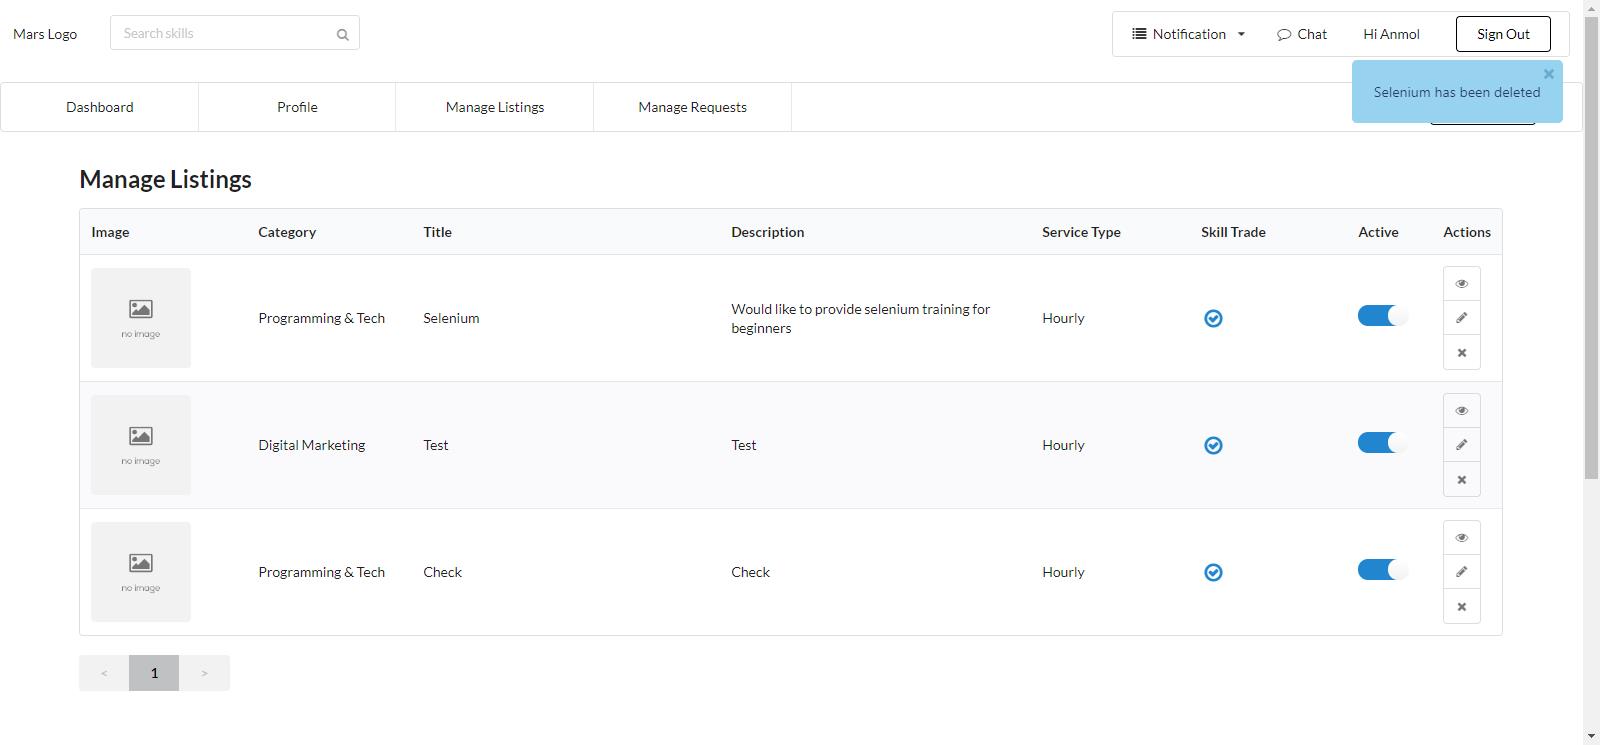 Mars Logo
Search skills
Notification
Chat
Hi Anmol
Sign Out
Selenium has been deleted
Dashboard
Profile
Manage Listings
Manage Requests
Manage Listings
Image Category Title Description Service Type Skill Trade Active Actions
no image
Programming & Tech
Selenium
Would like to provide selenium training for
beginners
Hourly
no image
Digital Marketing
Test
Test
Hourly
no image
Programming & Tech
Check
Check
Hourly
< 1 >